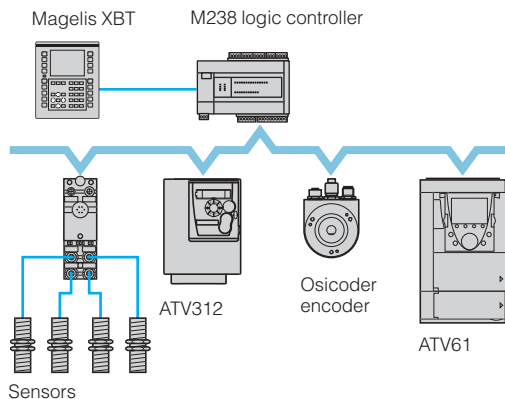 Magelis XBT
M238 logic controller
ATV312
Osicoder
encoder
ATV61
Sensors